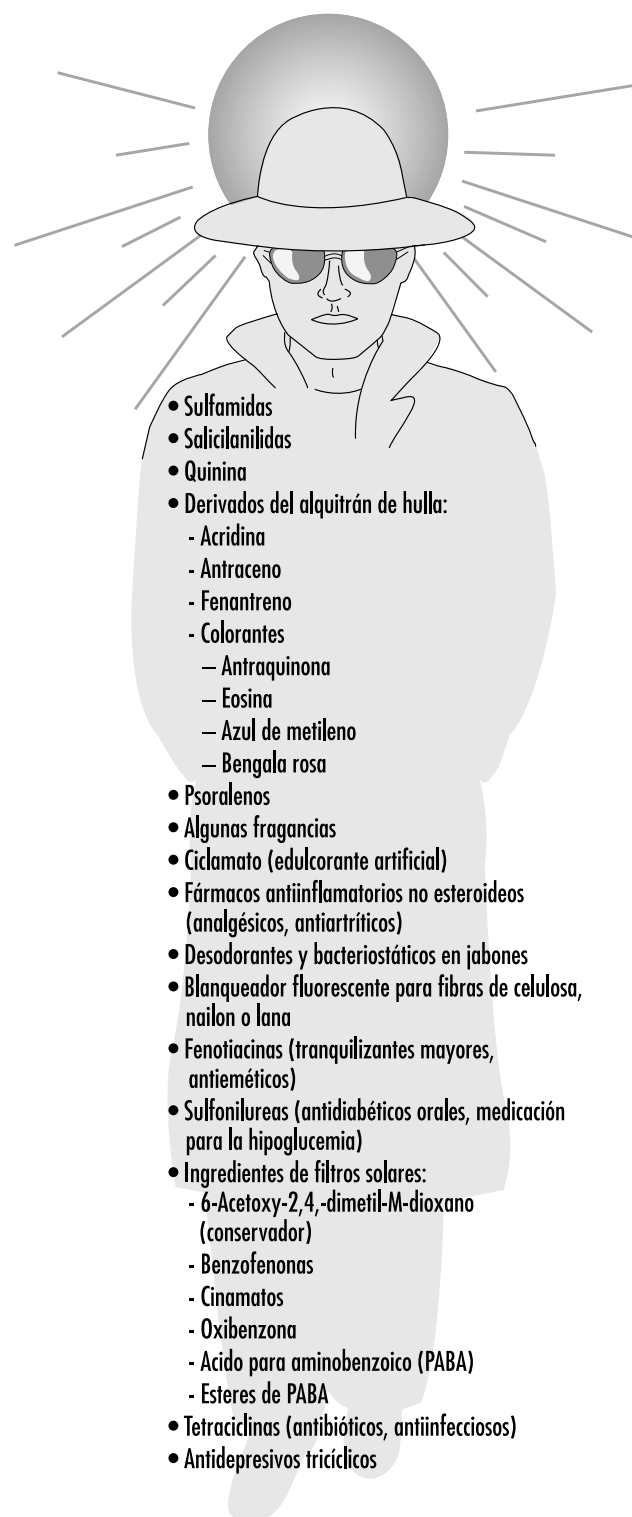 • Sulfamidas
• Salicilanilidas
• Quinina
• Derivados del alquitrán de hulla:
- Acridina
- Antraceno
- Fenantreno
- Colorantes
– Antraquinona
– Eosina
– Azul de metileno
– Bengala rosa
• Psoralenos
• Algunas fragancias
• Ciclamato (edulcorante artificial)
• Fármacos antiinflamatorios no esteroideos
(analgésicos, antiartríticos)
• Desodorantes y bacteriostáticos en jabones
• Blanqueador fluorescente para fibras de celulosa,
nailon o lana
• Fenotiacinas (tranquilizantes mayores,
antieméticos)
• Sulfonilureas (antidiabéticos orales, medicación
para la hipoglucemia)
• Ingredientes de filtros solares:
- 6-Acetoxy-2,4,-dimetil-M-dioxano
(conservador)
- Benzofenonas
- Cinamatos
- Oxibenzona
- Acido para aminobenzoico (PABA)
- Esteres de PABA
• Tetraciclinas (antibióticos, antiinfecciosos)
• Antidepresivos tricíclicos